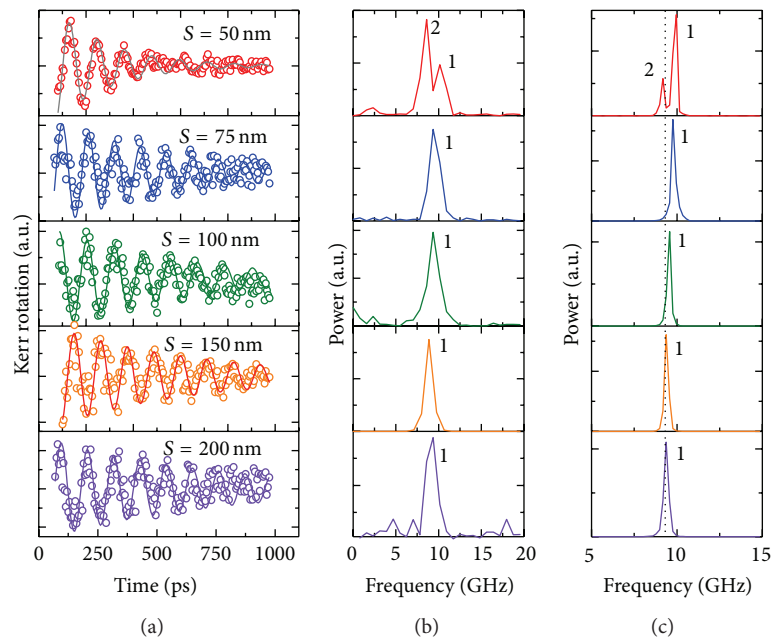 Kerr rotation (a.u.)
S = 50 nm
S = 75 nm
S = 100 nm
S = 150 nm
S = 200 nm
0 250 500 750 1000
Time (ps)
(a)
Power (a.u.)
2
1
1
1
1
1
0 5 10 15 20
Frequency (GHz)
(b)
Power (a.u.)
1
2
1
1
1
1
5 10 15
Frequency (GHz)
(c)